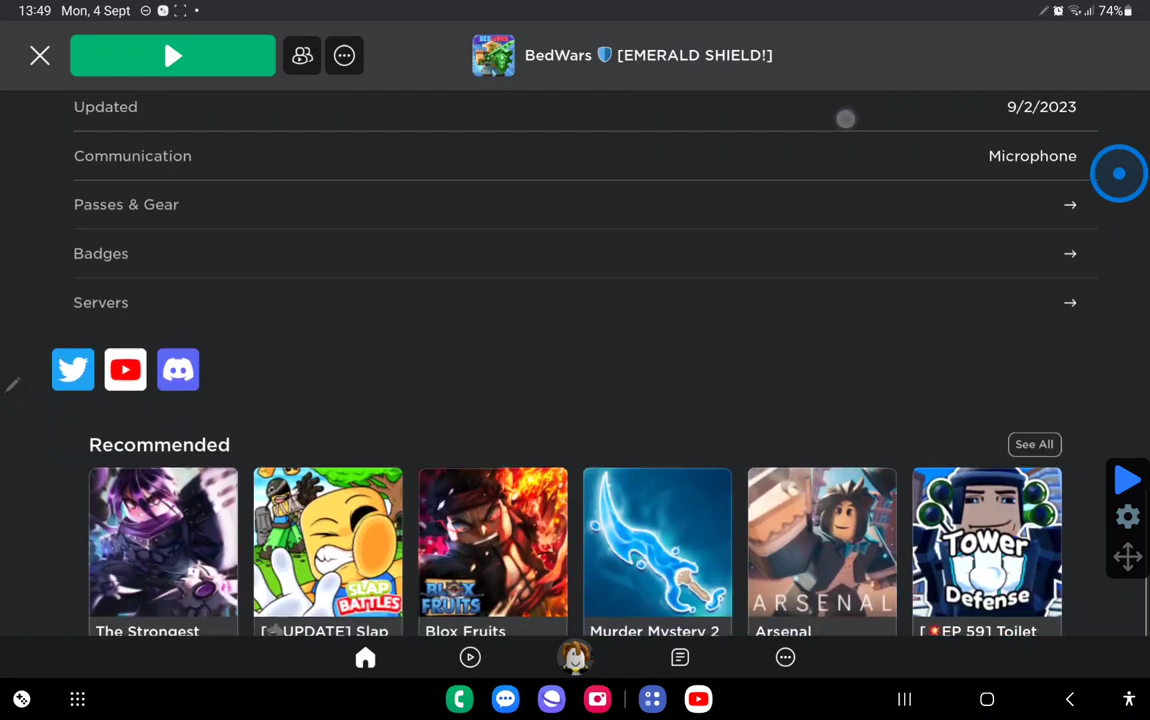 13:49 Mon, 4 Sept
74%
BedWars 🛡️ [EMERALD SHIELD!]
Updated 9/2/2023
Communication Microphone
Passes & Gear →
Badges →
Servers →
Recommended See All
SLAP BATTLES
BLOX FRUITS
ARSENAL
Tower Defense
The Strongest
[🦇UPDATE] Slap
Blox Fruits
Murder Mystery 2
Arsenal
[💥EP 59] Toilet